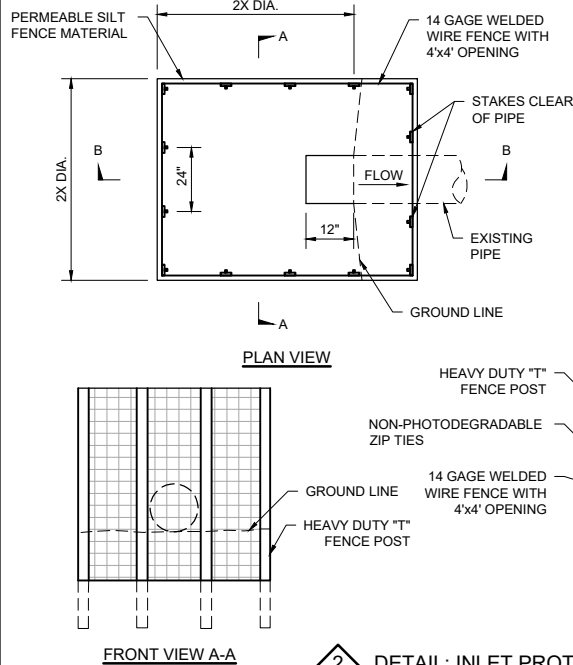 2X DIA.
PERMEABLE SILT
FENCE MATERIAL
A
14 GAGE WELDED
WIRE FENCE WITH
4'x4' OPENING
STAKES CLEAR
OF PIPE
B
B
2X DIA.
24"
FLOW
12"
EXISTING
PIPE
GROUND LINE
A
PLAN VIEW
HEAVY DUTY "T"
FENCE POST
NON-PHOTODEGRADABLE
ZIP TIES
14 GAGE WELDED
WIRE FENCE WITH
4'x4' OPENING
GROUND LINE
HEAVY DUTY "T"
FENCE POST
FRONT VIEW A-A
2
DETAIL: INLET PROT